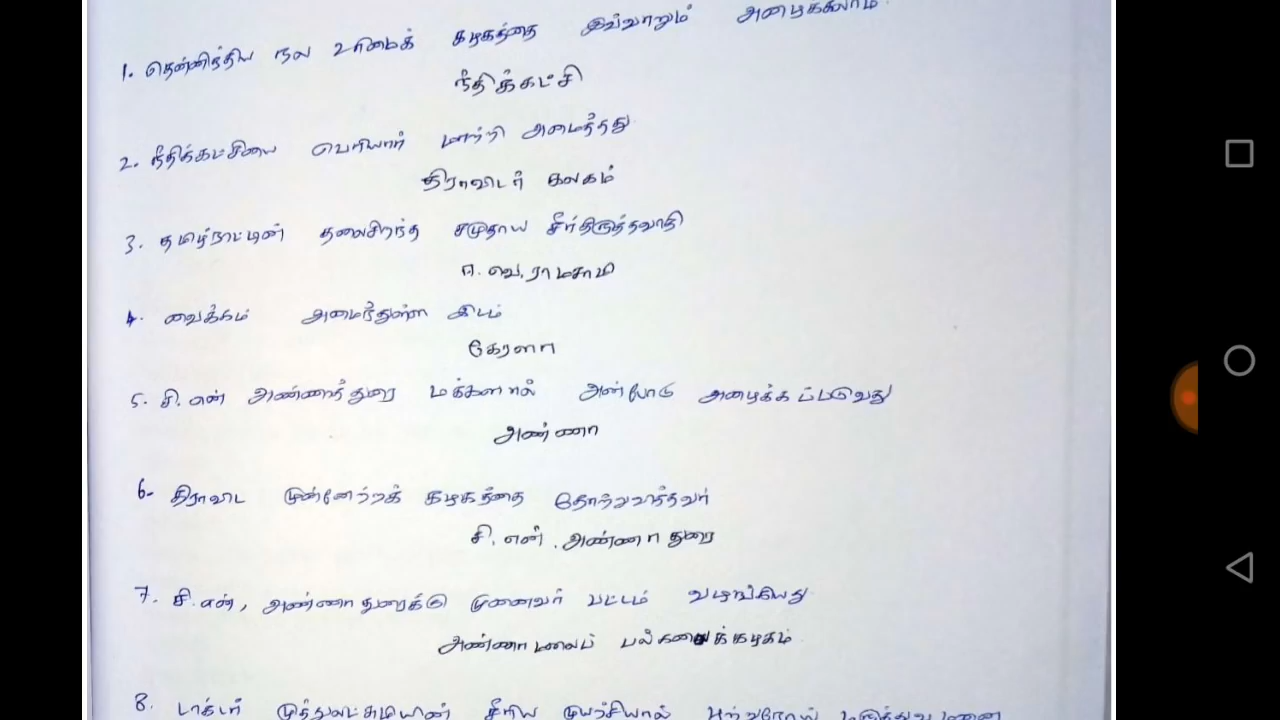 1. தென்னிந்திய நல உரிமைக் கழகத்தை இவ்வாறும் அழைக்கலாம்
நீதிக்கட்சி
2. நீதிக்கட்சியை பெரியார் மாற்றி அமைத்தது
திராவிடர் கலகம்
3. தமிழ்நாட்டின் தலைசிறந்த சமுதாய சீர்திருத்தவாதி
ஈ. வெ. ராமசாமி
4. வைக்கம் அமைந்துள்ள இடம்
கேரளா
5. சி. என் அண்ணாத்துரை மக்களால் அன்போடு அழைக்கப்படுவது
அண்ணா
6. திராவிட முன்னேற்றக் கழகத்தை தோற்றுவித்தவர்
சி. என். அண்ணாதுரை
7. சி. என், அண்ணாதுரைக்கு முனைவர் பட்டம் வழங்கியது
அண்ணாமலைப் பல்கலைக்கழகம்
8. டாக்டர் முத்துலட்சுமியின் சீரிய முயற்சியால் புற்றுநோய் மருத்துவமனை